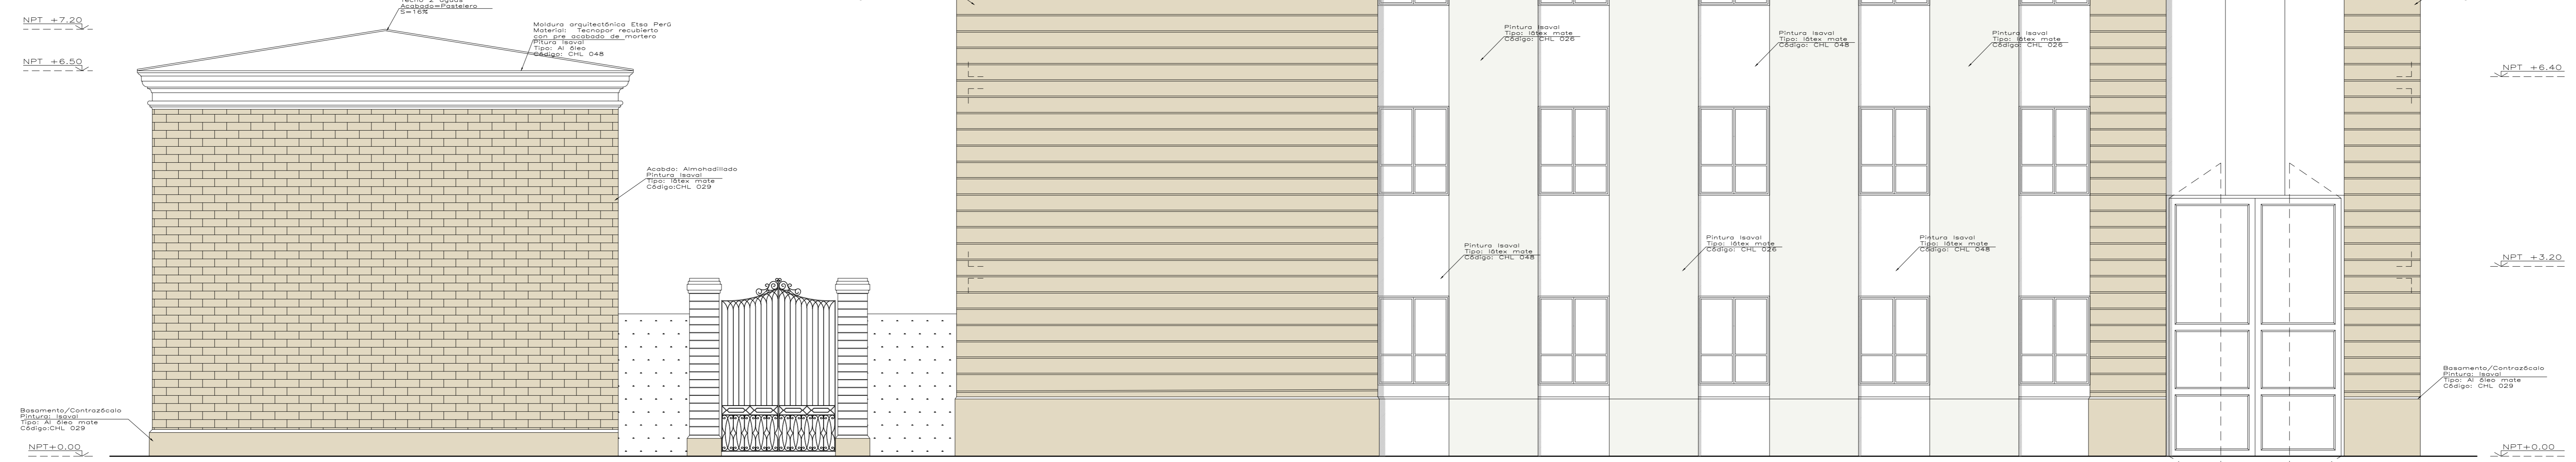 NPT +7.20
NPT +6.50
Techo 2 aguas
Acabado=Pastelero
S=16%
Moldura arquitectônica Etsa Perú
Material: Tecnopor recubierto
con pre acabado de mortero
Pitura Isaval
Tipo: Al óleo
Código: CHL 048
Acabdo: Almohadillado
Pintura Isaval
Tipo: látex mate
Código:CHL 029
Basamento/Contrazócalo
Pintura: Isaval
Tipo: Al óleo mate
Código:CHL 029
NPT+0.00
Pintura Isaval
Tipo: látex mate
Código: CHL 026
Pintura Isaval
Tipo: látex mate
Código: CHL 048
Pintura Isaval
Tipo: látex mate
Código: CHL 026
Pintura Isaval
Tipo: látex mate
Código: CHL 048
Pintura Isaval
Tipo: látex mate
Código: CHL 026
Pintura Isaval
Tipo: látex mate
Código: CHL 048
NPT +6.40
NPT +3.20
Basamento/Contrazócalo
Pintura: Isaval
Tipo: Al óleo mate
Código: CHL 029
NPT+0.00